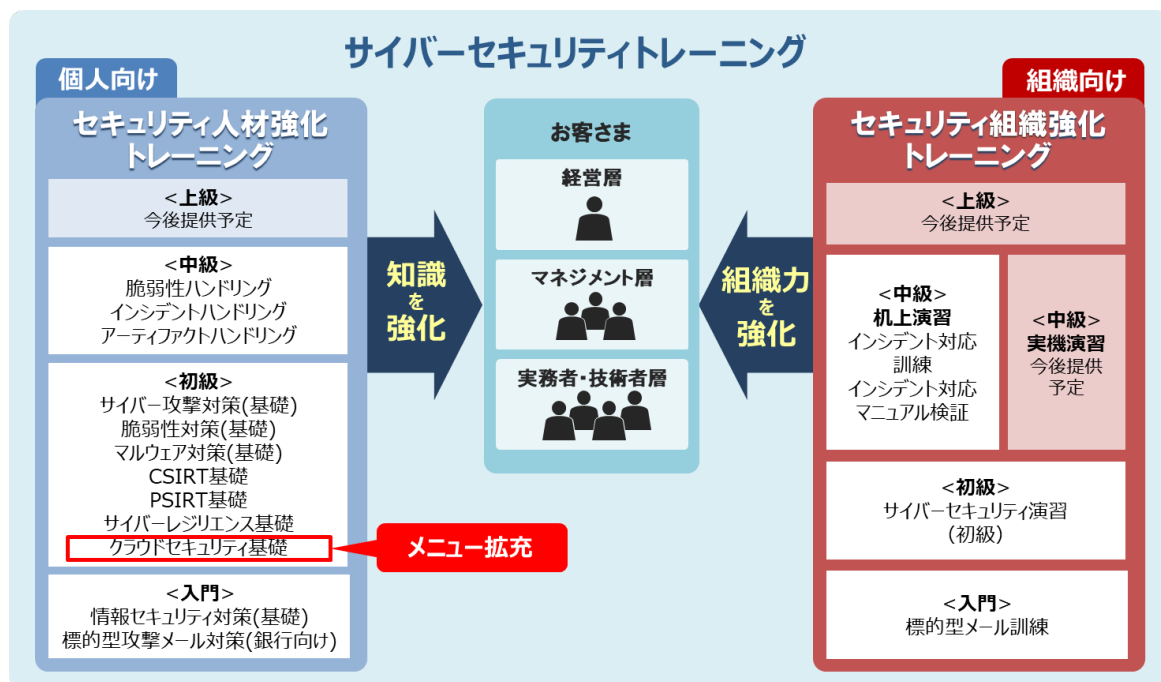 サイバーセキュリティトレーニング
個人向け
セキュリティ人材強化
トレーニング
<上級>
今後提供予定
<中級>
脆弱性ハンドリング
インシデントハンドリング
アーティファクトハンドリング
<初級>
サイバー攻撃対策(基礎)
脆弱性対策(基礎)
マルウェア対策(基礎)
CSIRT基礎
PSIRT基礎
サイバーレジリエンス基礎
クラウドセキュリティ基礎
メニュー拡充
<入門>
情報セキュリティ対策(基礎)
標的型攻撃メール対策(銀行向け)
知識
を
強化
お客さま
経営層
マネジメント層
実務者・技術者層
組織力
を
強化
組織向け
セキュリティ組織強化
トレーニング
<上級>
今後提供予定
<中級>
机上演習
インシデント対応
訓練
インシデント対応
マニュアル検証
<中級>
実機演習
今後提供
予定
<初級>
サイバーセキュリティ演習
(初級)
<入門>
標的型メール訓練